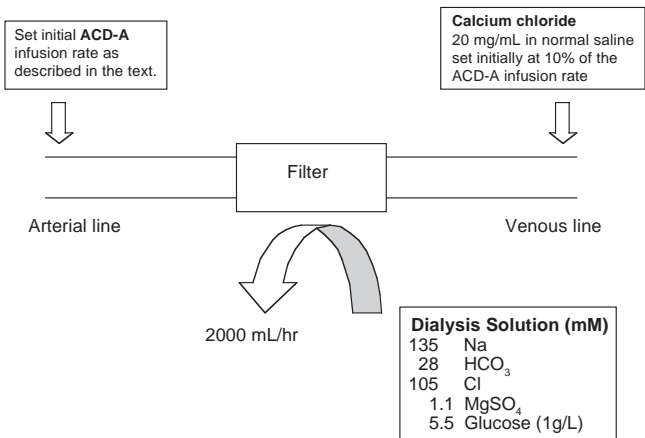 Set initial ACD-A
infusion rate as
described in the text.
Calcium chloride
20 mg/mL in normal saline
set initially at 10% of the
ACD-A infusion rate
Filter
Arterial line
Venous line
2000 mL/hr
Dialysis Solution (mM)
135 Na
28 HCO₃
105 Cl
1.1 MgSO₄
5.5 Glucose (1g/L)